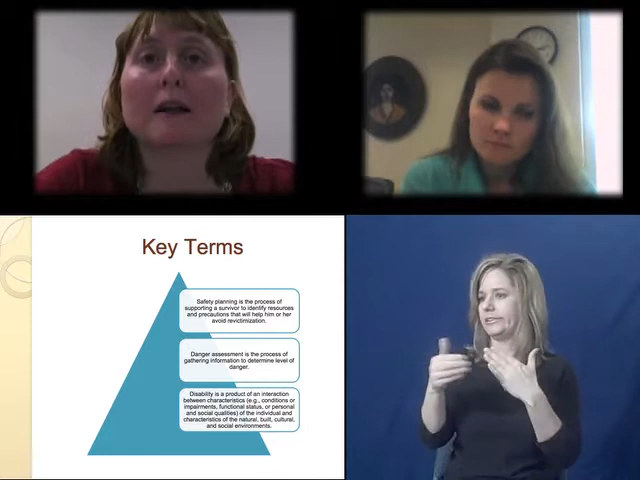 Key Terms
Safety planning is the process of
supporting a survivor to identify resources
and precautions that will help him or her
avoid revictimization.
Danger assessment is the process of
gathering information to determine level of
danger.
Disability is a product of an interaction
between characteristics (e.g., conditions or
impairments, functional status, or personal
and social qualities) of the individual and
characteristics of the natural, built, cultural,
and social environments.